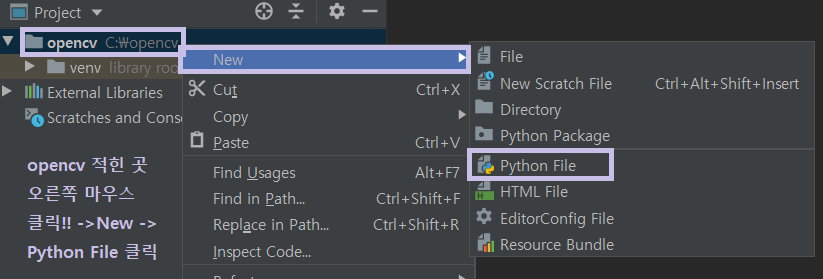 Project
opencv C:₩opencv
venv library roo
External Libraries
Scratches and Conso
opencv 적힌 곳
오른쪽 마우스
클릭!! ->New ->
Python File 클릭
New
Cut Ctrl+X
Copy
Paste Ctrl+V
Find Usages Alt+F7
Find in Path... Ctrl+Shift+F
Replace in Path... Ctrl+Shift+R
Inspect Code...
File
New Scratch File Ctrl+Alt+Shift+Insert
Directory
Python Package
Python File
HTML File
EditorConfig File
Resource Bundle